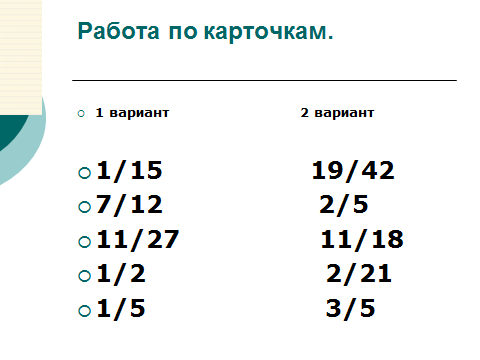 Работа по карточкам.
1 вариант 2 вариант
1/15 19/42
7/12 2/5
11/27 11/18
1/2 2/21
1/5 3/5